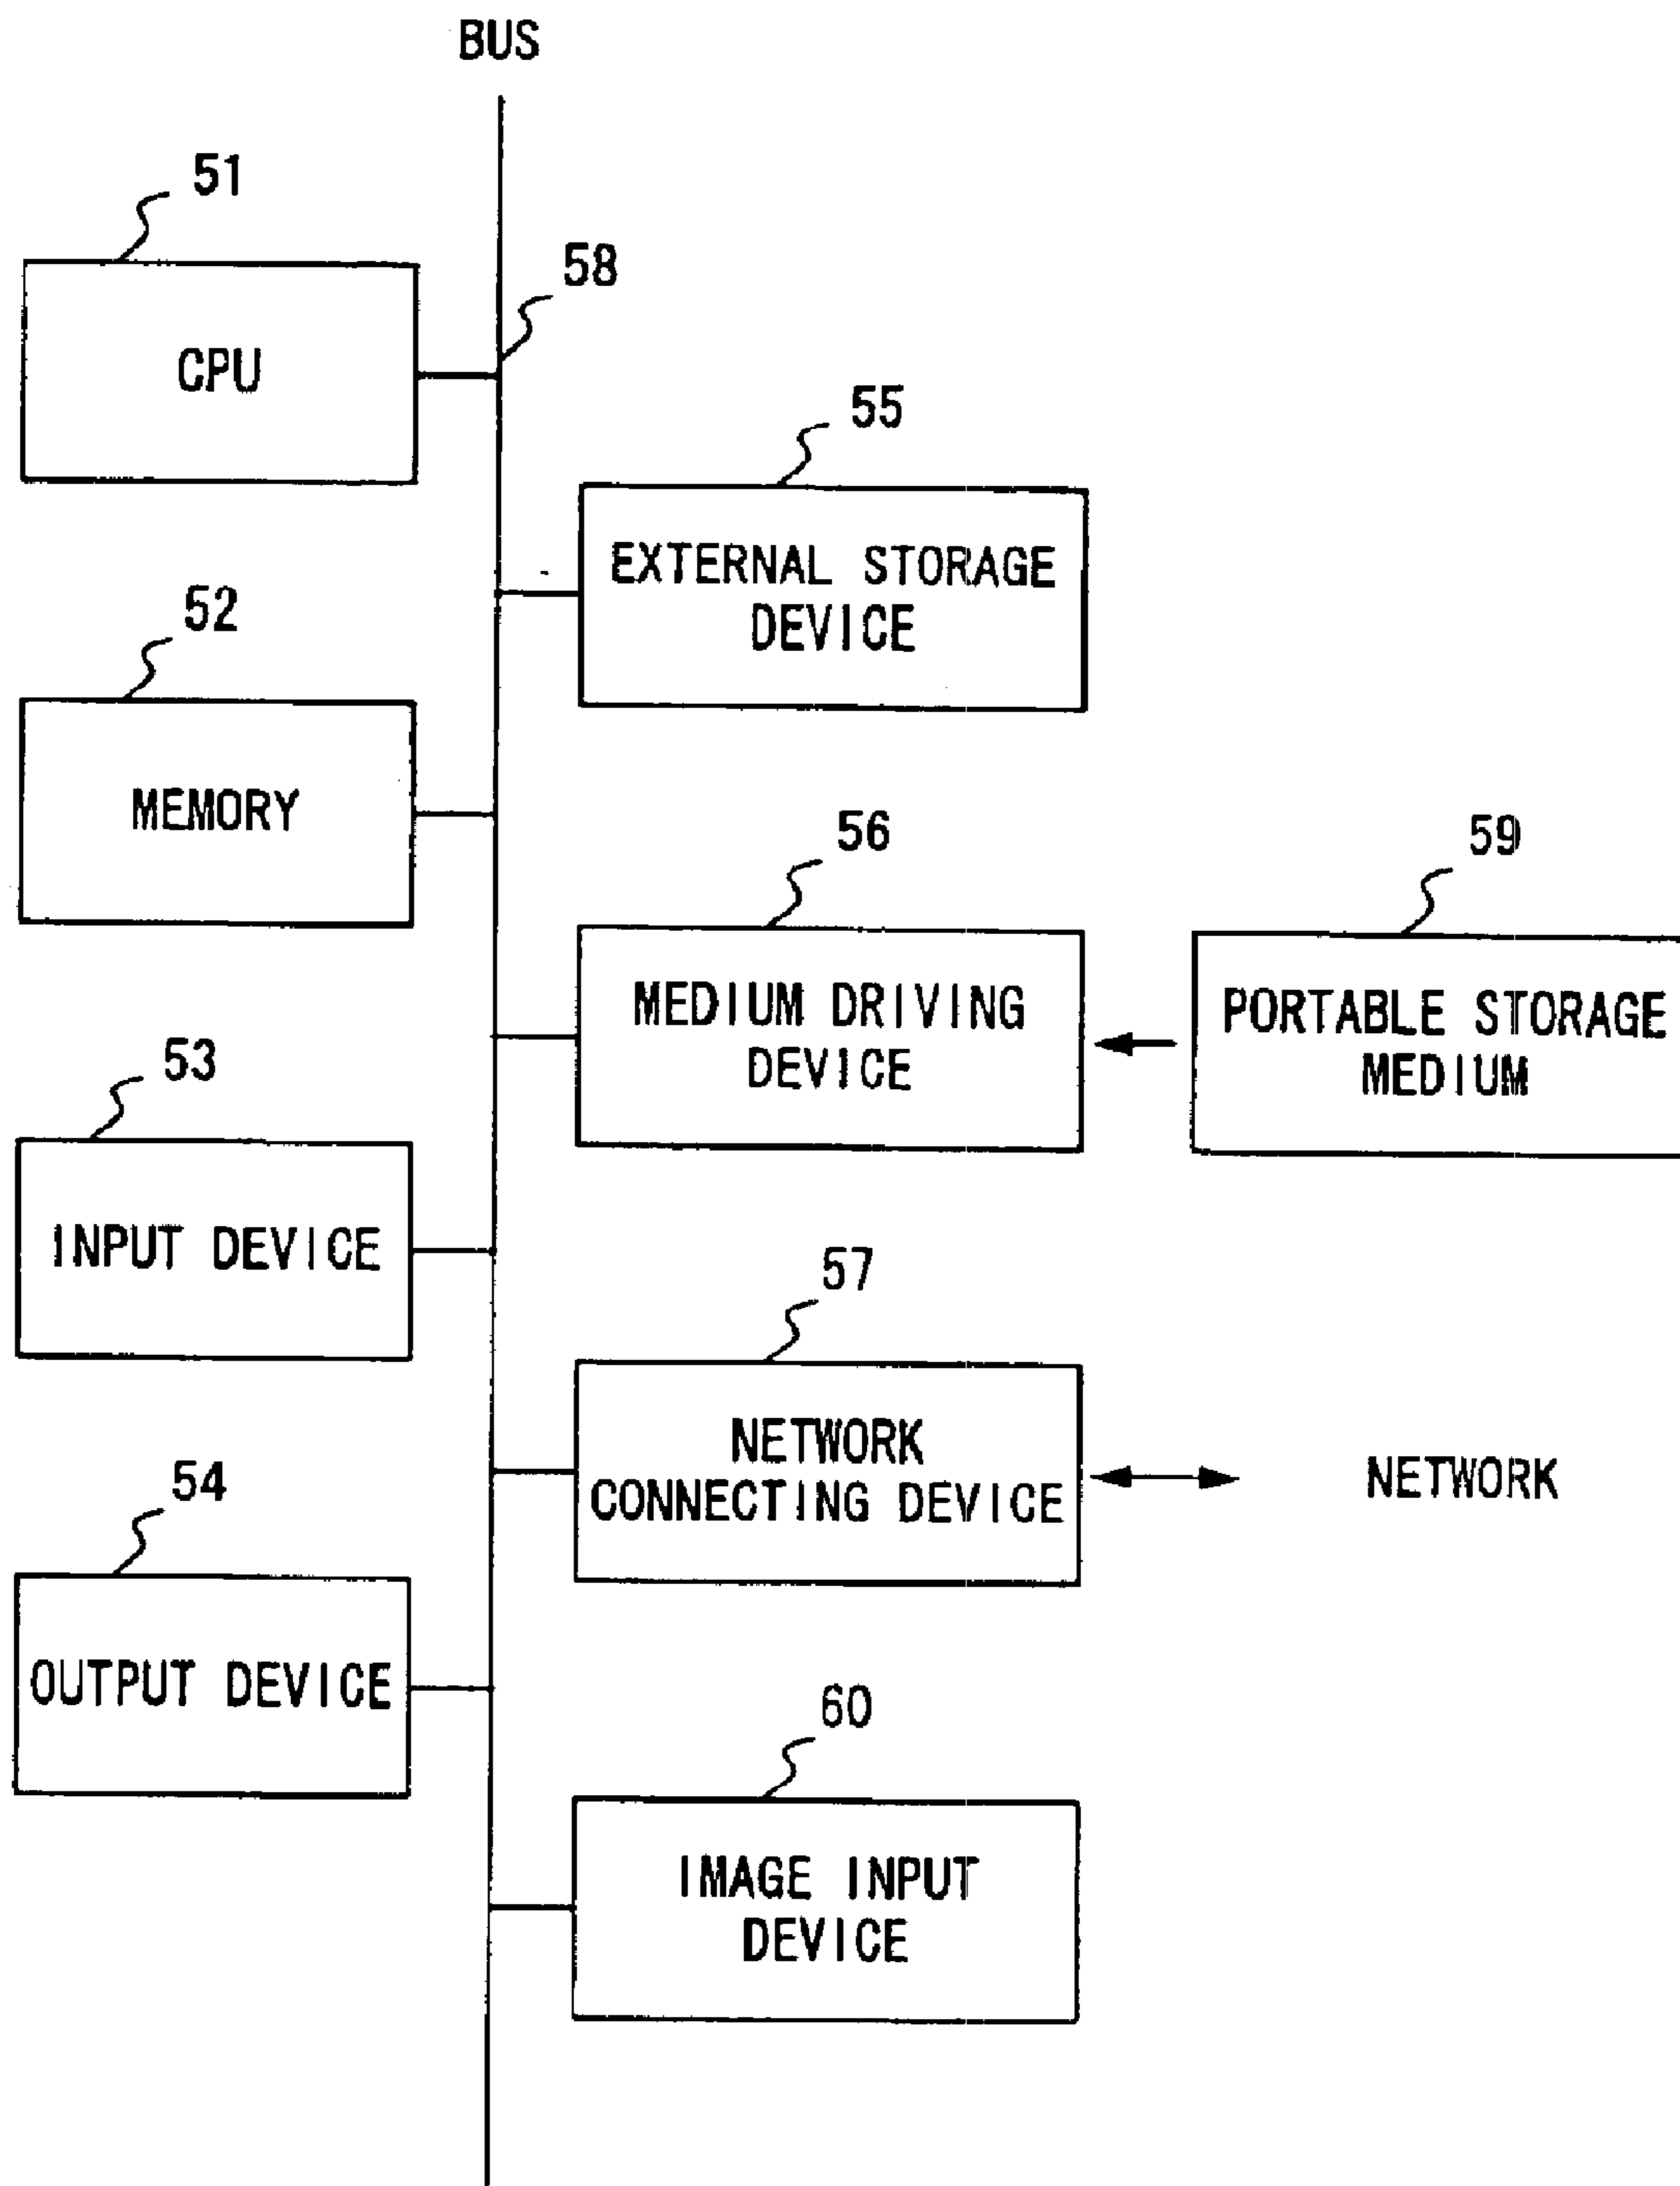 BUS
51
CPU
58
55
EXTERNAL STORAGE
DEVICE
52
MEMORY
56
MEDIUM DRIVING
DEVICE
59
PORTABLE STORAGE
MEDIUM
53
INPUT DEVICE
57
NETWORK
CONNECTING DEVICE
NETWORK
54
OUTPUT DEVICE
60
IMAGE INPUT
DEVICE